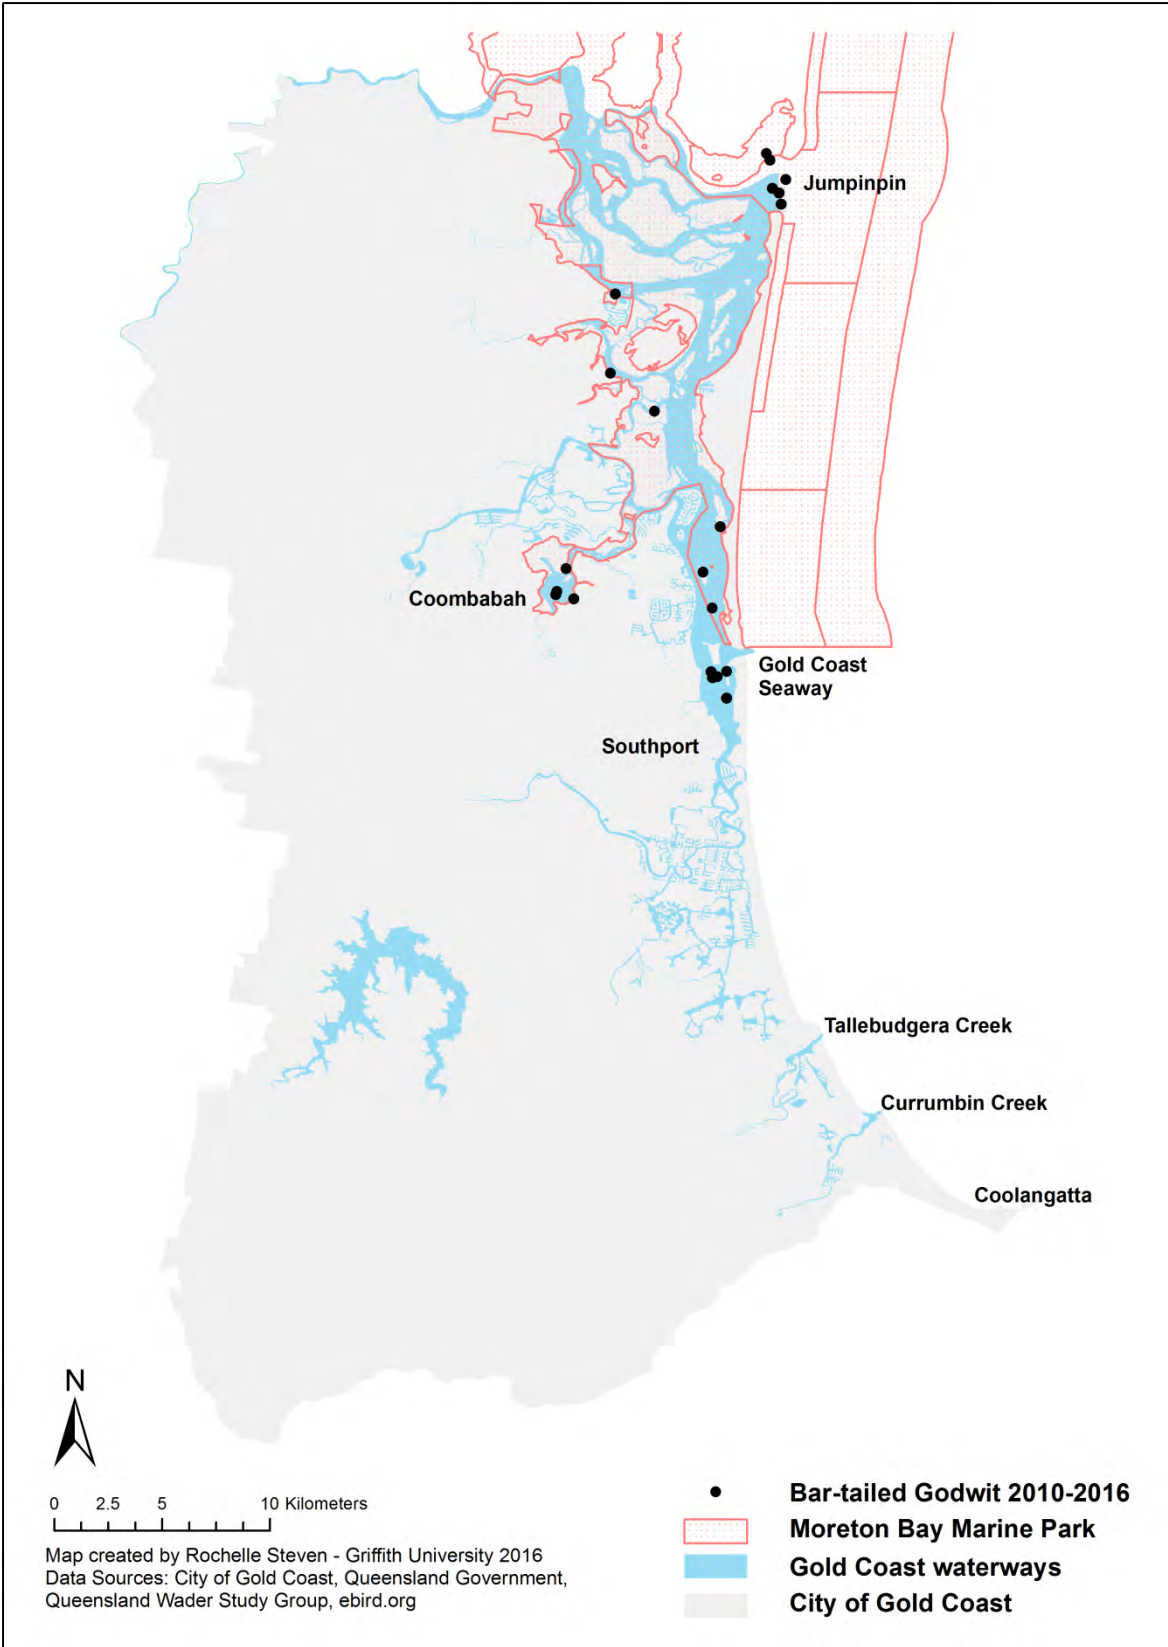 Jumpinpin
Coombabah
Gold Coast
Seaway
Southport
Tallebudgera Creek
Currumbin Creek
Coolangatta
N
0 2.5 5 10 Kilometers
Map created by Rochelle Steven - Griffith University 2016
Data Sources: City of Gold Coast, Queensland Government,
Queensland Wader Study Group, ebird.org
Bar-tailed Godwit 2010-2016
Moreton Bay Marine Park
Gold Coast waterways
City of Gold Coast